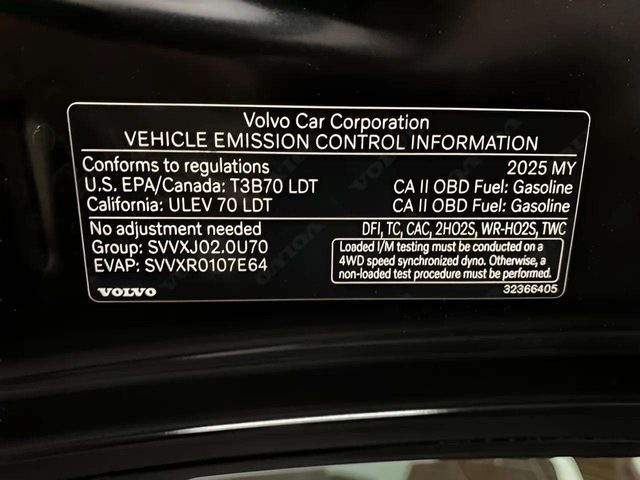 Volvo Car Corporation
VEHICLE EMISSION CONTROL INFORMATION
Conforms to regulations 2025 MY
U.S. EPA/Canada: T3B70 LDT CA II OBD Fuel: Gasoline
California: ULEV 70 LDT CA II OBD Fuel: Gasoline
No adjustment needed DFI, TC, CAC, 2HO2S, WR-HO2S, TWC
Group: SVVXJ02.0U70
EVAP: SVVXR0107E64
Loaded I/M testing must be conducted on a
4WD speed synchronized dyno. Otherwise, a
non-loaded test procedure must be performed.
VOLVO 32366405